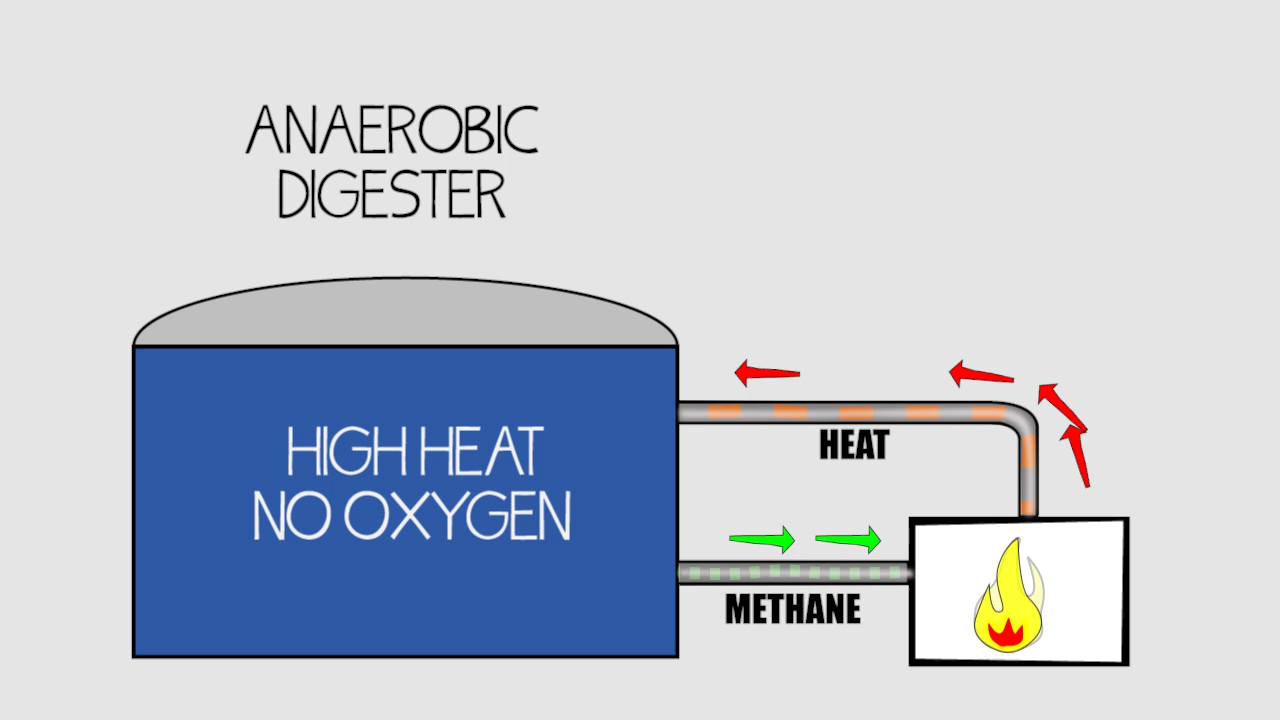 ANAEROBIC
DIGESTER
HIGH HEAT
NO OXYGEN
HEAT
METHANE